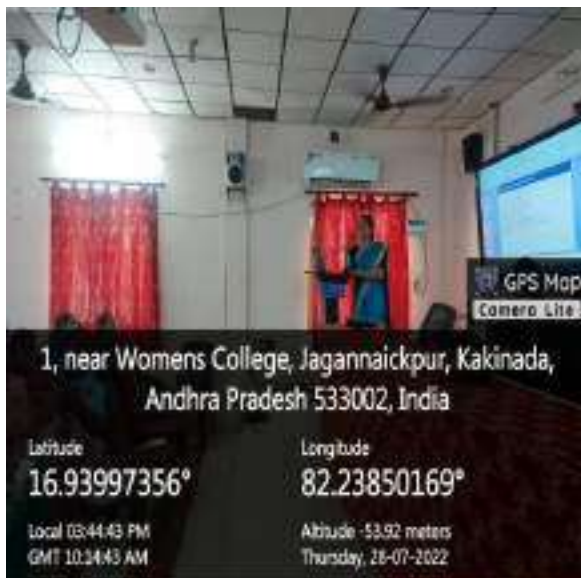 GPS Map
Camera Lite
1, near Womens College, Jagannaickpur, Kakinada,
Andhra Pradesh 533002, India
Latitude
16.93997356°
Longitude
82.23850169°
Local 03:44:43 PM
GMT 10:14:43 AM
Altitude -53.92 meters
Thursday, 28-07-2022